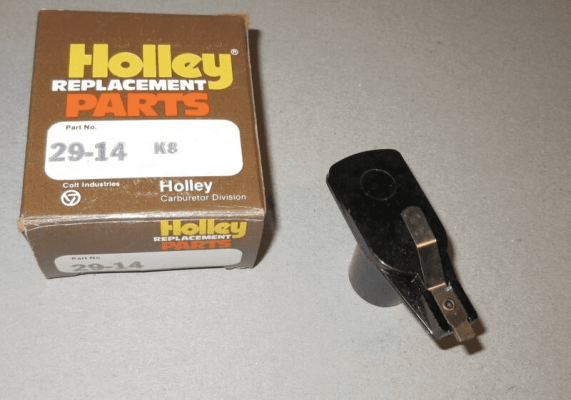 Holley®
REPLACEMENT
PARTS
Part No.
29-14 K8
Colt Industries
Holley
Carburetor Division
Holley
REPLACEMENT
PARTS
Part No.
29-14